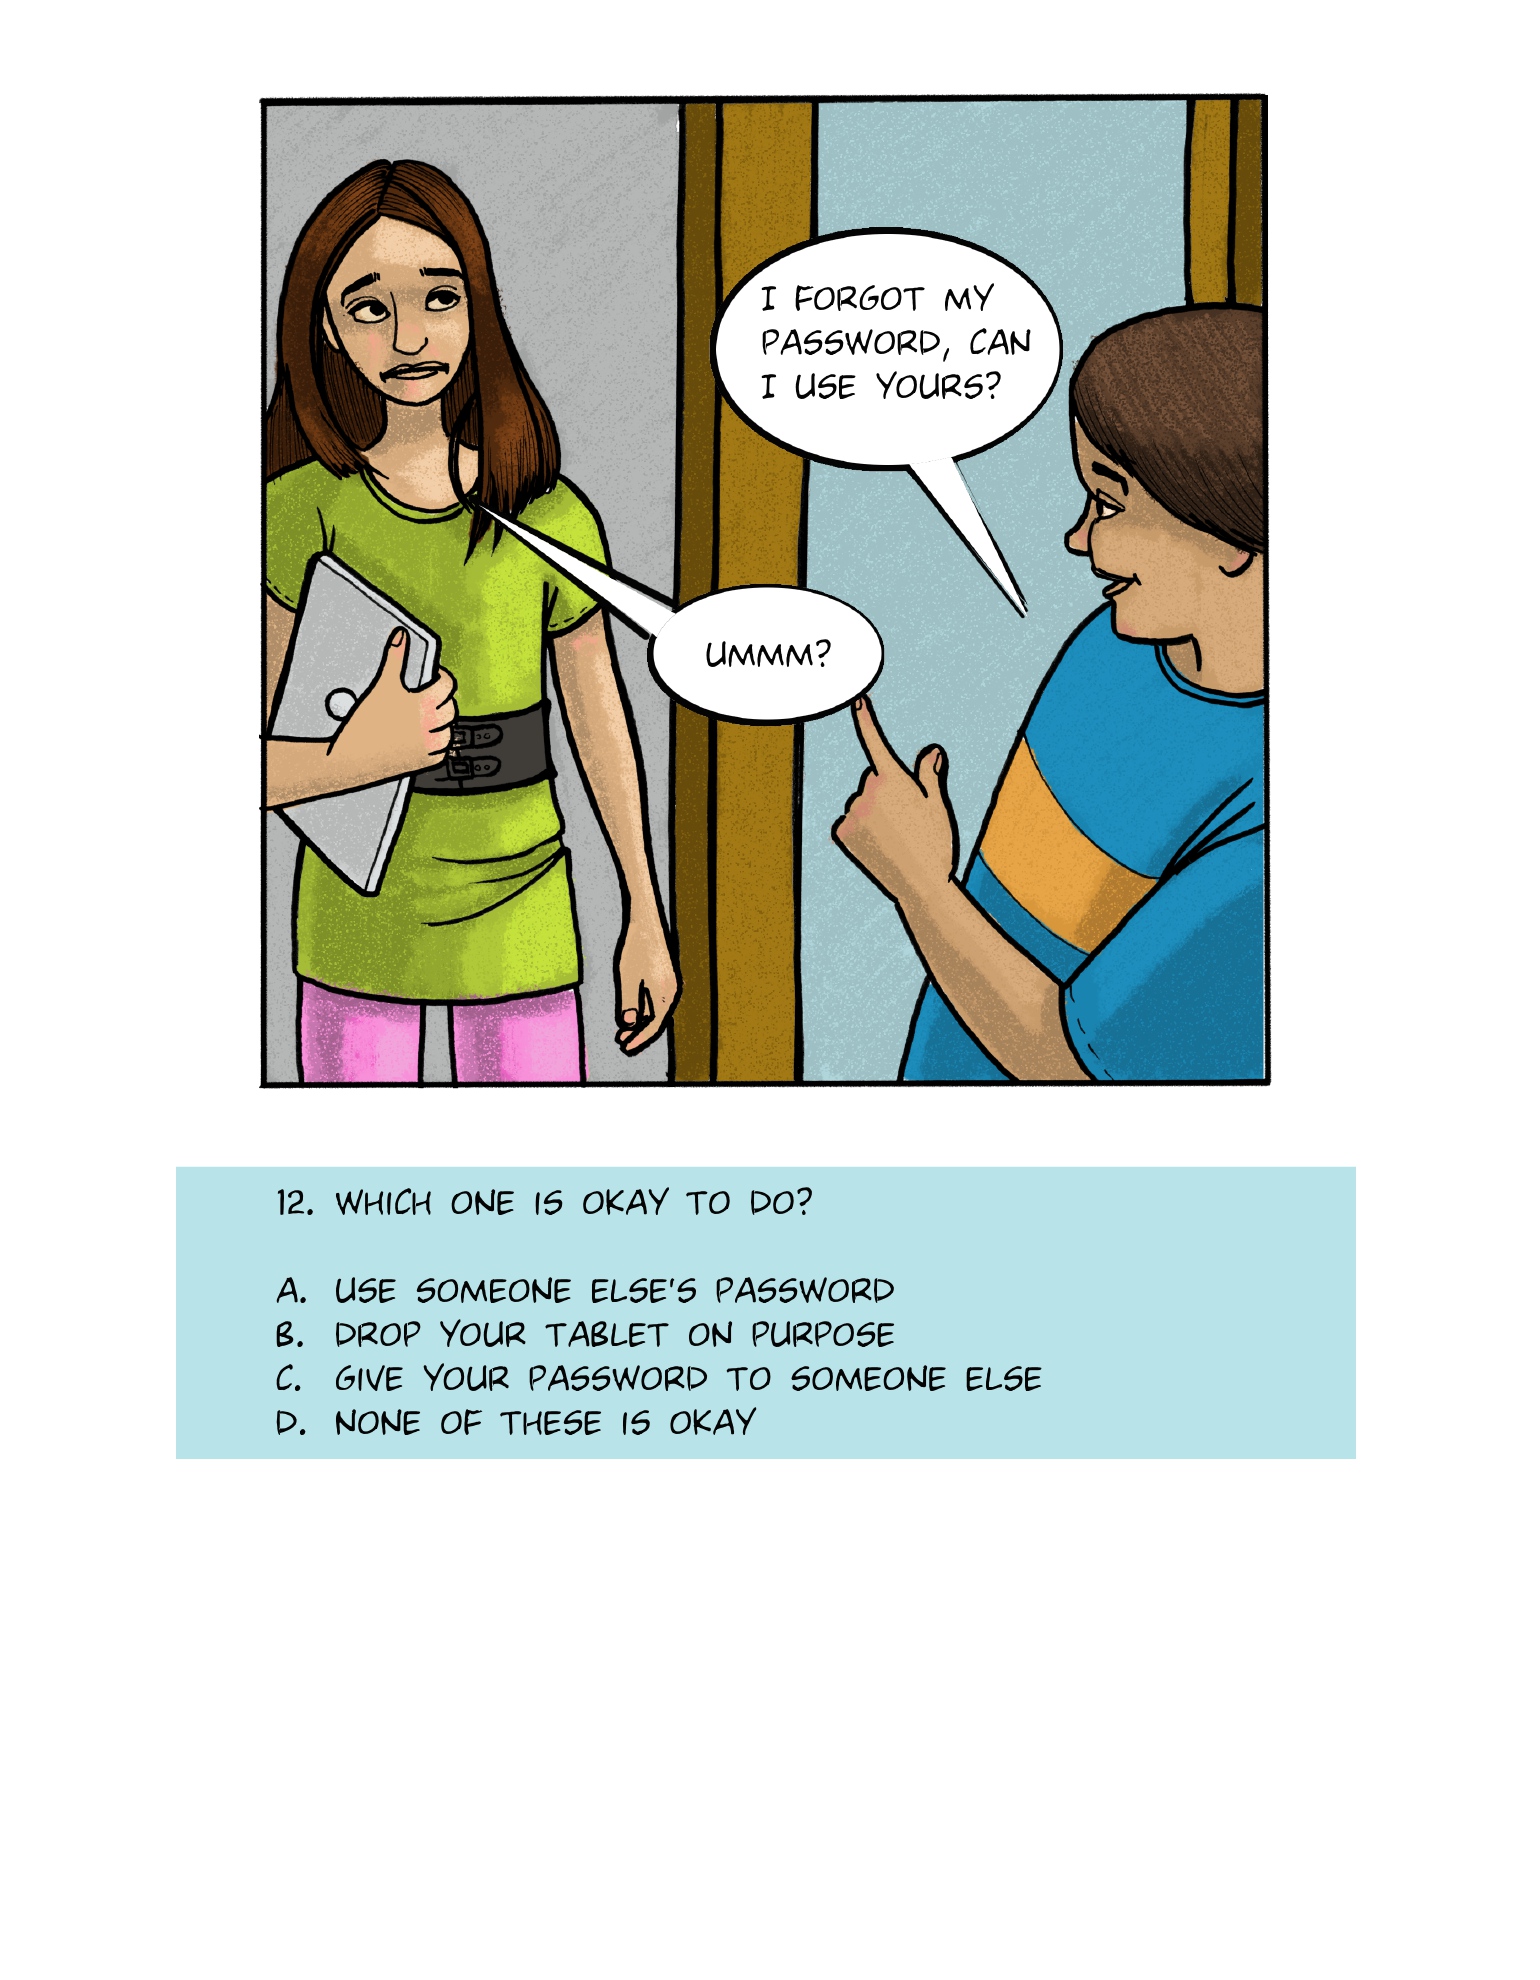 I FORGOT MY
PASSWORD, CAN
I USE YOURS?
UMMM?
12. WHICH ONE IS OKAY TO DO?
A. USE SOMEONE ELSE'S PASSWORD
B. DROP YOUR TABLET ON PURPOSE
C. GIVE YOUR PASSWORD TO SOMEONE ELSE
D. NONE OF THESE IS OKAY